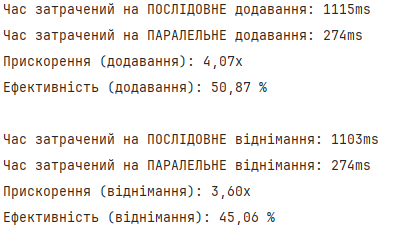 Час затрачений на ПОСЛІДОВНЕ додавання: 1115ms
Час затрачений на ПАРАЛЕЛЬНЕ додавання: 274ms
Прискорення (додавання): 4,07x
Ефективність (додавання): 50,87 %
Час затрачений на ПОСЛІДОВНЕ віднімання: 1103ms
Час затрачений на ПАРАЛЕЛЬНЕ віднімання: 274ms
Прискорення (віднімання): 3,60x
Ефективність (віднімання): 45,06 %